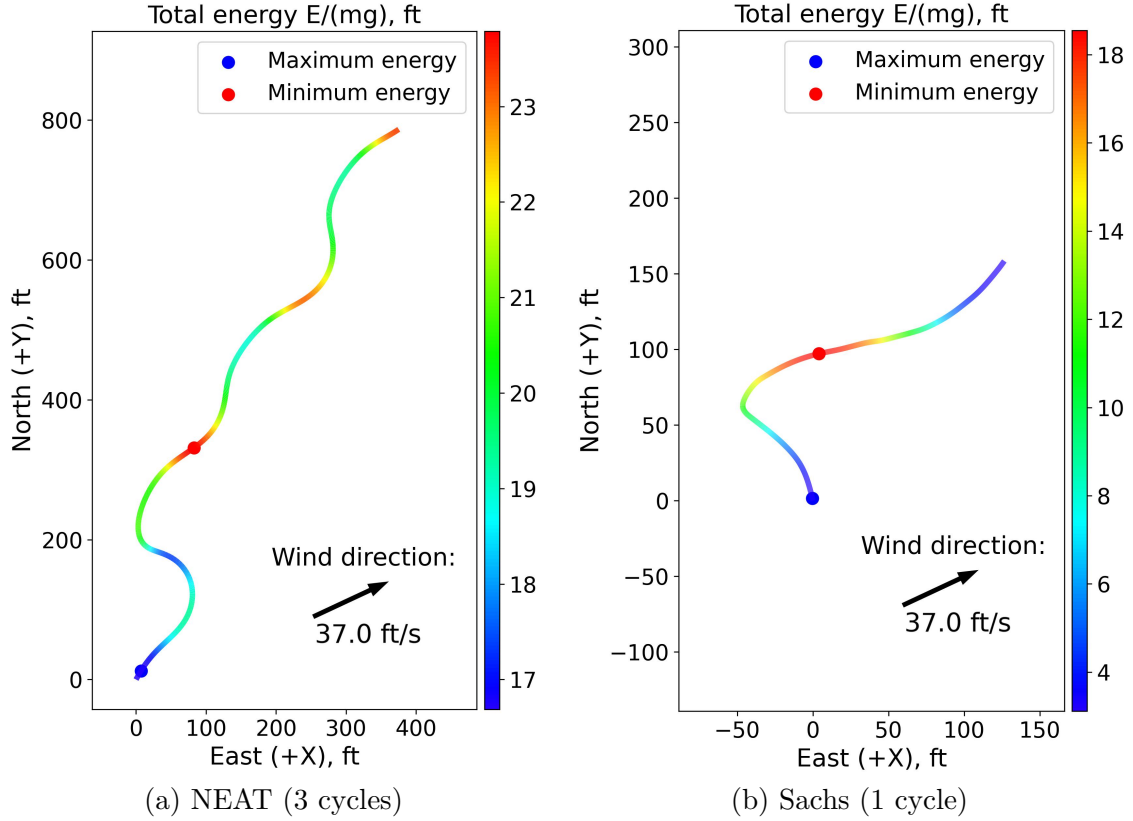 Total energy E/(mg), ft
Maximum energy
Minimum energy
800
600
400
200
0
North (+Y), ft
0 100 200 300 400
East (+X), ft
Wind direction:
37.0 ft/s
23
22
21
20
19
18
17
(a) NEAT (3 cycles)
Total energy E/(mg), ft
Maximum energy
Minimum energy
300
250
200
150
100
50
0
−50
−100
North (+Y), ft
−50 0 50 100 150
East (+X), ft
Wind direction:
37.0 ft/s
18
16
14
12
10
8
6
4
(b) Sachs (1 cycle)